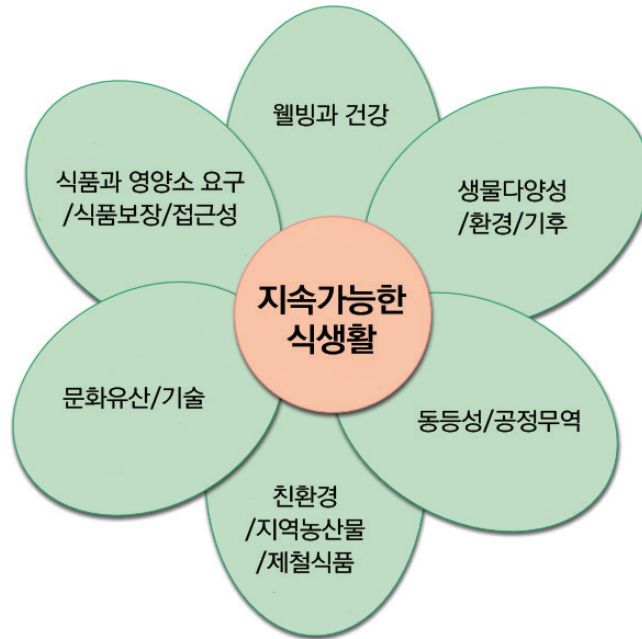 웰빙과 건강
식품과 영양소 요구
/식품보장/접근성
생물다양성
/환경/기후
지속가능한
식생활
문화유산/기술
동등성/공정무역
친환경
/지역농산물
/제철식품